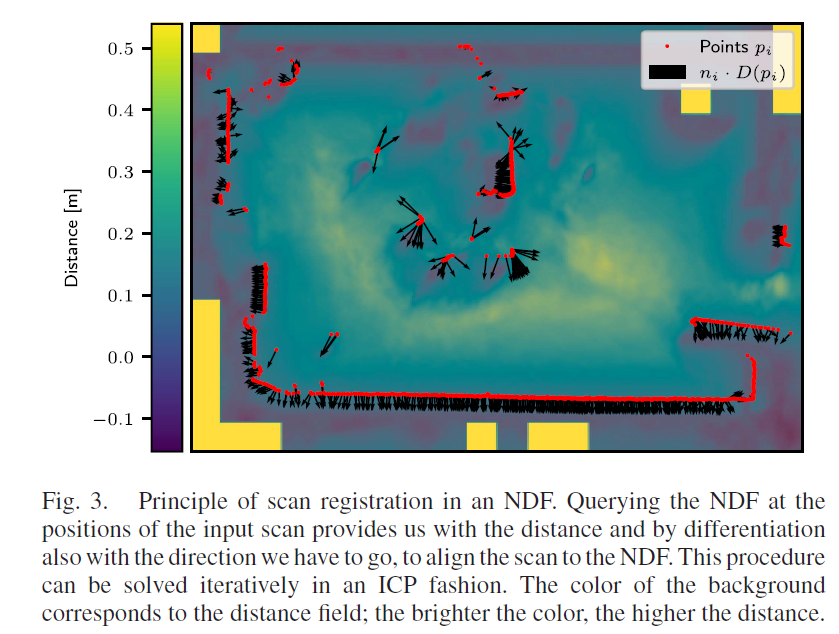 Points p_i
n_i · D(p_i)
0.5
0.4
0.3
0.2
0.1
0.0
−0.1
Distance [m]
Fig. 3. Principle of scan registration in an NDF. Querying the NDF at the
positions of the input scan provides us with the distance and by differentiation
also with the direction we have to go, to align the scan to the NDF. This procedure
can be solved iteratively in an ICP fashion. The color of the background
corresponds to the distance field; the brighter the color, the higher the distance.